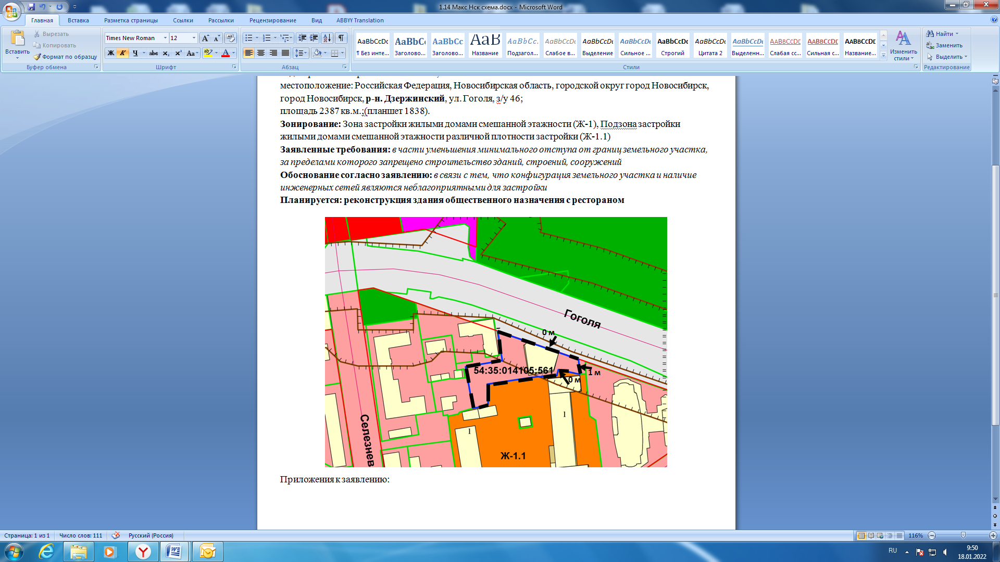 1.14 Макс Нск схема.docx - Microsoft Word
Главная Вставка Разметка страницы Ссылки Рассылки Рецензирование Вид ABBYY Translation
Вставить
Вырезать
Копировать
Формат по образцу
Буфер обмена
Times New Roman 12
Ж К Ч abc x₂ x² Aa
Шрифт
Абзац
AaBbCcDc AaBbC AaBbCc АаВ AaBbCc. AaBbCcDc AaBbCcDc AaBbCcDc AaBbCcDc AaBbCcDc AaBbCcDc AABBCCDE AABBCCDE AABBCCDE
¶ Без инте... Заголово... Заголово... Название Подзагол... Слабое в... Выделение Сильное ... Строгий Цитата 2 Выделенн... Слабая сс... Сильная с... Название...
Изменить стили
Стили
Найти
Заменить
Выделить
Редактирование
местоположение: Российская Федерация, Новосибирская область, городской округ город Новосибирск,
город Новосибирск, р-н. Дзержинский, ул. Гоголя, з/у 46;
площадь 2387 кв.м.;(планшет 1838).
Зонирование: Зона застройки жилыми домами смешанной этажности (Ж-1), Подзона застройки
жилыми домами смешанной этажности различной плотности застройки (Ж-1.1)
Заявленные требования: в части уменьшения минимального отступа от границ земельного участка,
за пределами которого запрещено строительство зданий, строений, сооружений
Обоснование согласно заявлению: в связи с тем, что конфигурация земельного участка и наличие
инженерных сетей являются неблагоприятными для застройки
Планируется: реконструкция здания общественного назначения с рестораном
Гоголя
0 м
54:35:014105:561
1 м
0 м
Селезнев
1
1
Ж-1.1
Приложения к заявлению:
Страница: 1 из 1 Число слов: 111 Русский (Россия) 116%
RU 9:50
18.01.2022